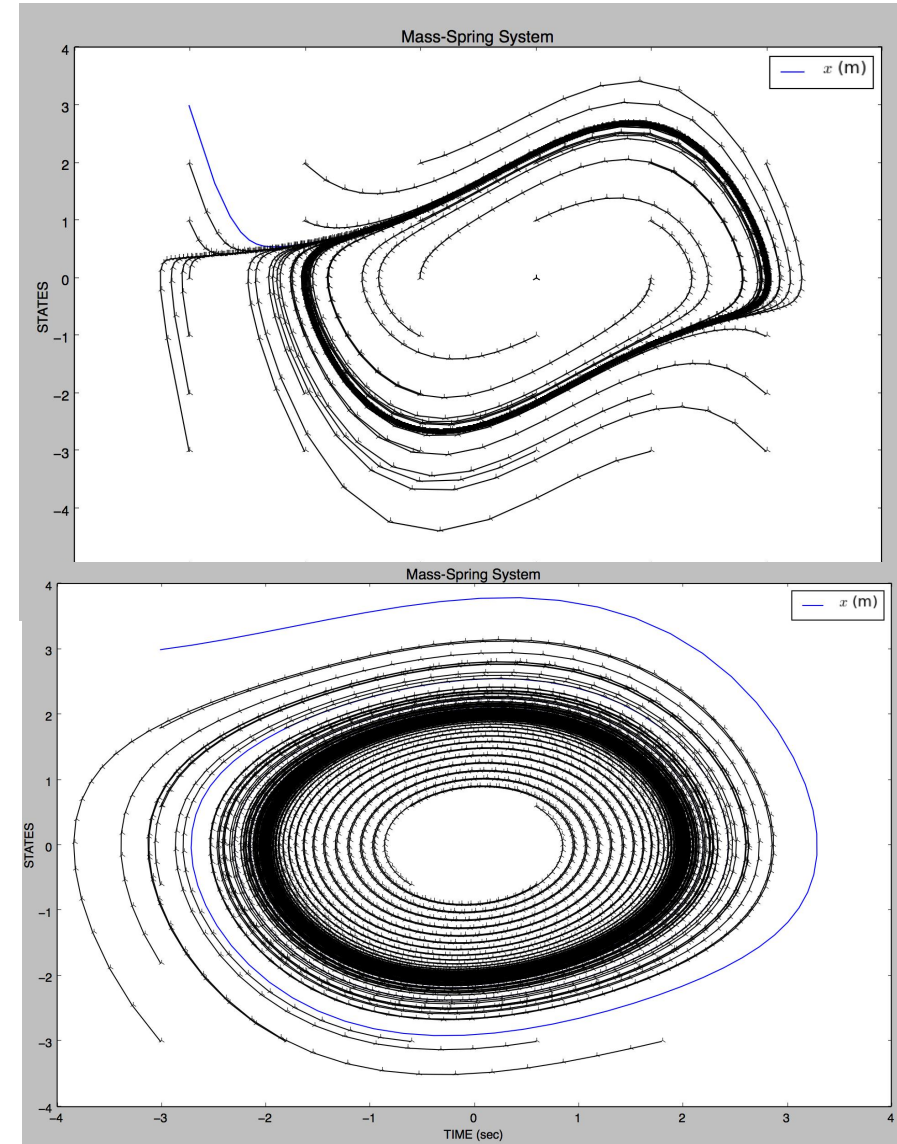 Mass-Spring System
x (m)
4
3
2
1
0
−1
−2
−3
−4
STATES
Mass-Spring System
x (m)
4
3
2
1
0
−1
−2
−3
−4
STATES
−4 −3 −2 −1 0 1 2 3 4
TIME (sec)